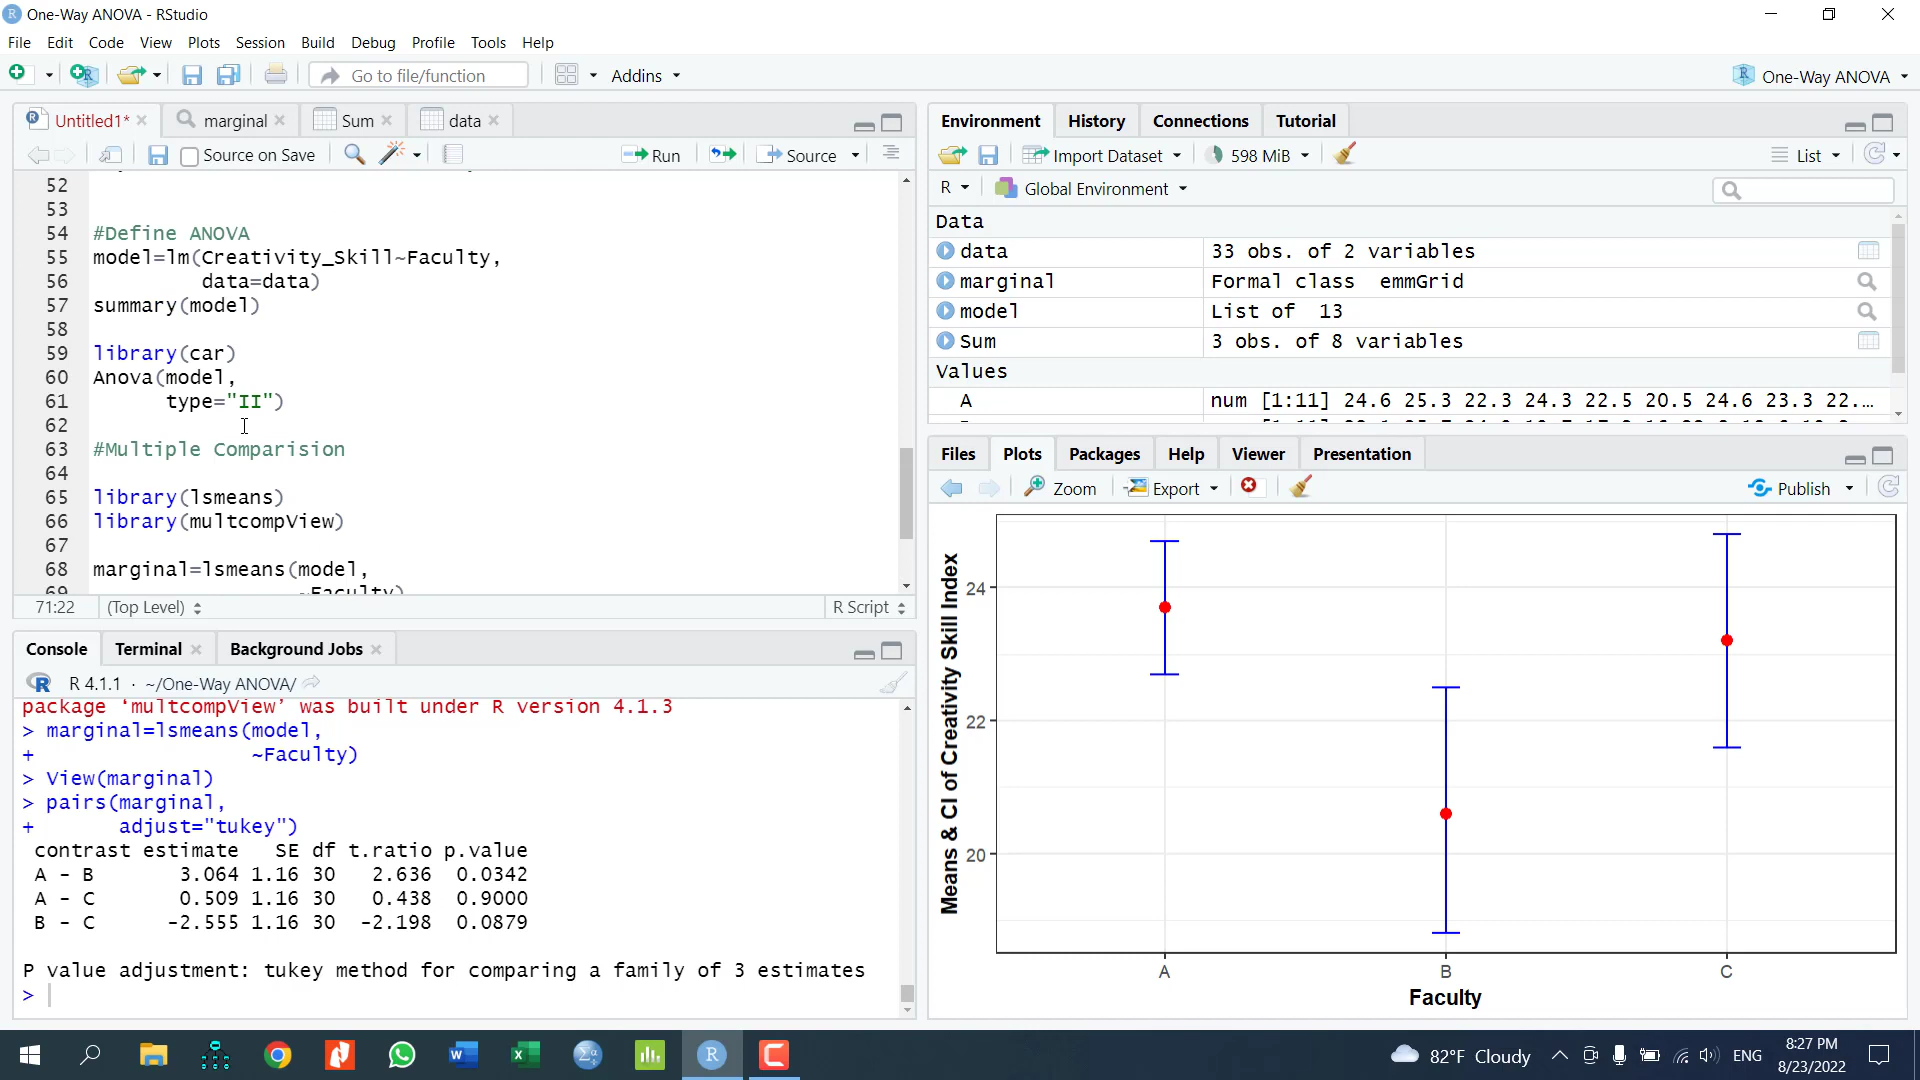 One-Way ANOVA - RStudio
File Edit Code View Plots Session Build Debug Profile Tools Help
Go to file/function Addins One-Way ANOVA
Untitled1* marginal Sum data
Source on Save Run Source
52
53
54 #Define ANOVA
55 model=lm(Creativity_Skill~Faculty,
56 data=data)
57 summary(model)
58
59 library(car)
60 Anova(model,
61 type="II")
62
63 #Multiple Comparision
64
65 library(lsmeans)
66 library(multcompView)
67
68 marginal=lsmeans(model,
69 ~Faculty)
71:22 (Top Level) R Script
Console Terminal Background Jobs
R 4.1.1 · ~/One-Way ANOVA/
package ‘multcompView’ was built under R version 4.1.3
> marginal=lsmeans(model,
+ ~Faculty)
> View(marginal)
> pairs(marginal,
+ adjust="tukey")
contrast estimate SE df t.ratio p.value
A - B 3.064 1.16 30 2.636 0.0342
A - C 0.509 1.16 30 0.438 0.9000
B - C -2.555 1.16 30 -2.198 0.0879
P value adjustment: tukey method for comparing a family of 3 estimates
>
Environment History Connections Tutorial
Import Dataset 598 MiB List
R Global Environment
Data
data 33 obs. of 2 variables
marginal Formal class emmGrid
model List of 13
Sum 3 obs. of 8 variables
Values
A num [1:11] 24.6 25.3 22.3 24.3 22.5 20.5 24.6 23.3 22....
Files Plots Packages Help Viewer Presentation
Zoom Export Publish
Means & CI of Creativity Skill Index
24
22
20
A B C
Faculty
82°F Cloudy ENG 8:27 PM
8/23/2022